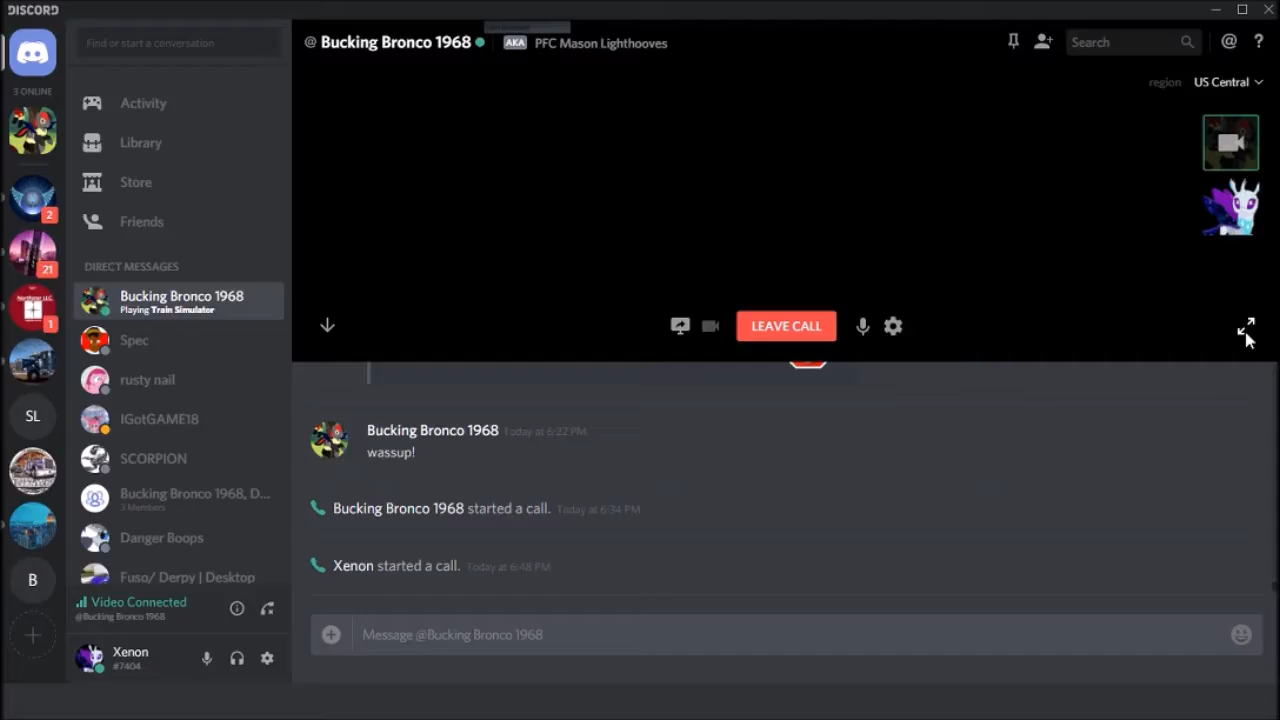 DISCORD
Find or start a conversation
@ Bucking Bronco 1968
AKA PFC Mason Lighthooves
Search
region US Central
3 ONLINE
2
21
1
SL
B
Activity
Library
Store
Friends
DIRECT MESSAGES
Bucking Bronco 1968
Playing Train Simulator
Spec
rusty nail
IGotGAME18
SCORPION
Bucking Bronco 1968, D...
3 Members
Danger Boops
Fuso/ Derpy | Desktop
Video Connected
@Bucking Bronco 1968
Xenon
#7404
LEAVE CALL
Bucking Bronco 1968 Today at 6:22 PM
wassup!
Bucking Bronco 1968 started a call. Today at 6:34 PM
Xenon started a call. Today at 6:48 PM
Message @Bucking Bronco 1968